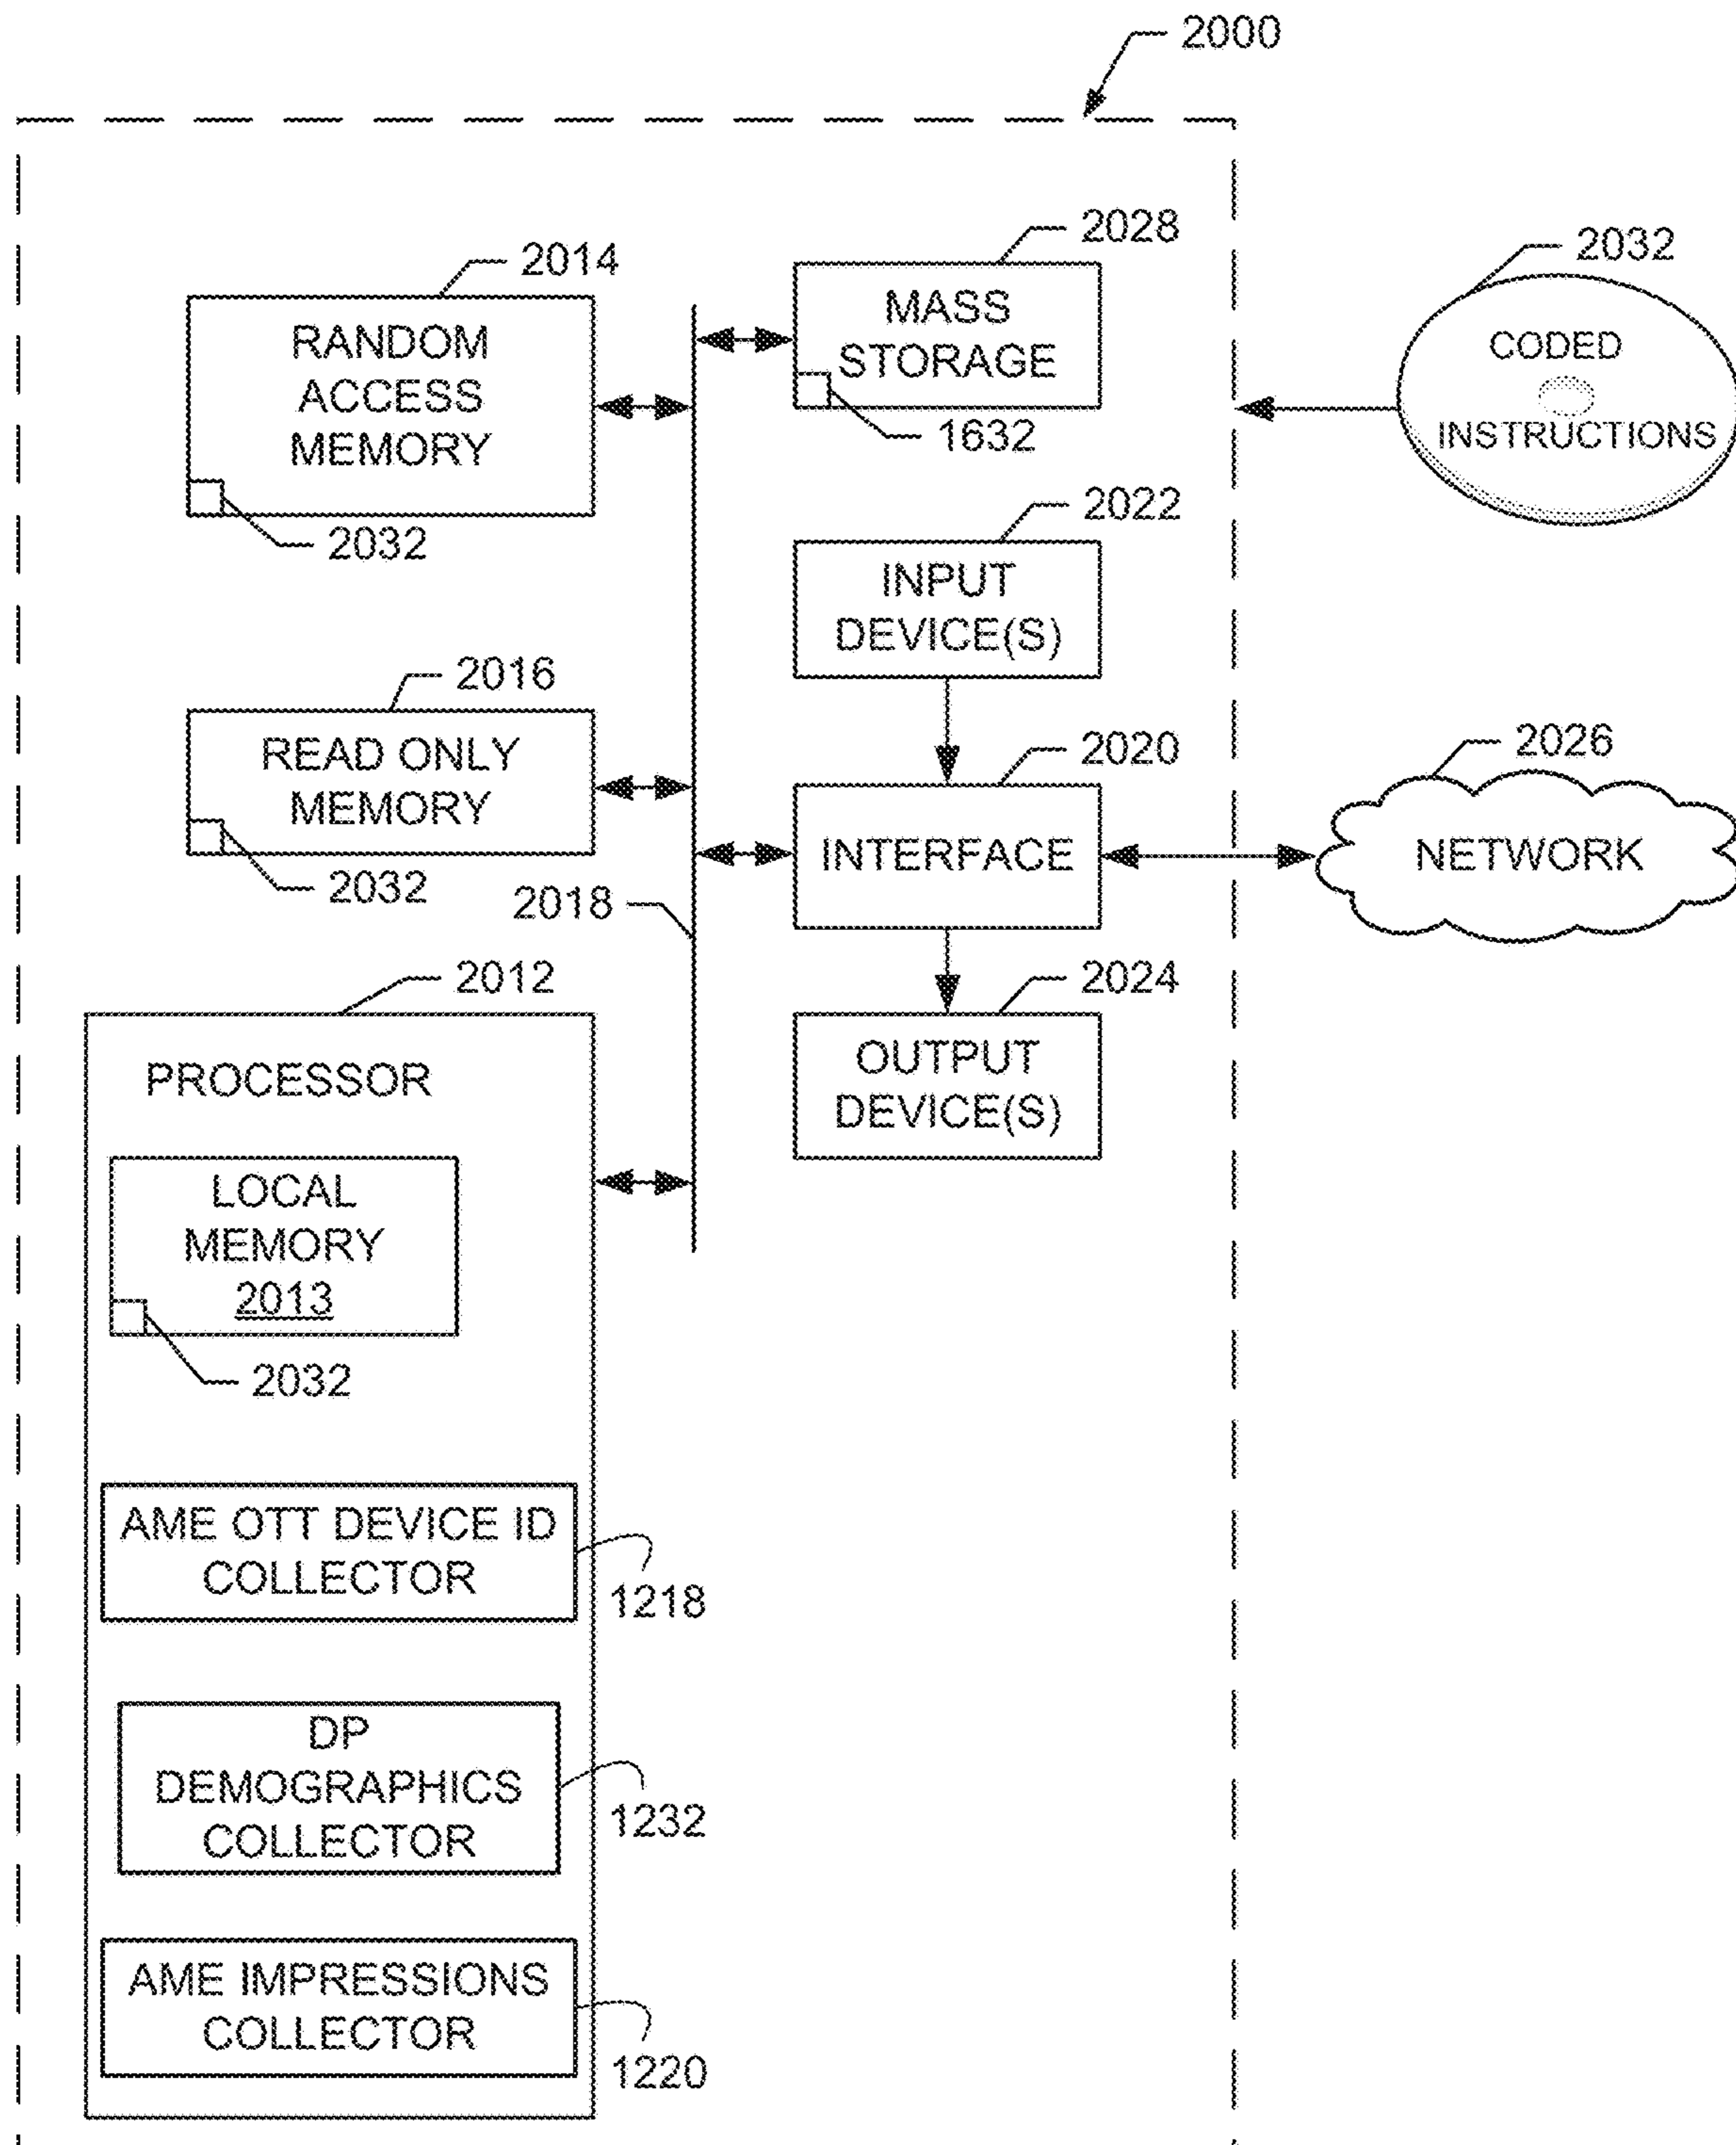 2000
2014
RANDOM
ACCESS
MEMORY
2032
2028
MASS
STORAGE
1632
2032
CODED
INSTRUCTIONS
2022
INPUT
DEVICE(S)
2016
READ ONLY
MEMORY
2032
2018
2020
INTERFACE
2026
NETWORK
2024
OUTPUT
DEVICE(S)
2012
PROCESSOR
LOCAL
MEMORY
2013
2032
AME OTT DEVICE ID
COLLECTOR
1218
DP
DEMOGRAPHICS
COLLECTOR
1232
AME IMPRESSIONS
COLLECTOR
1220